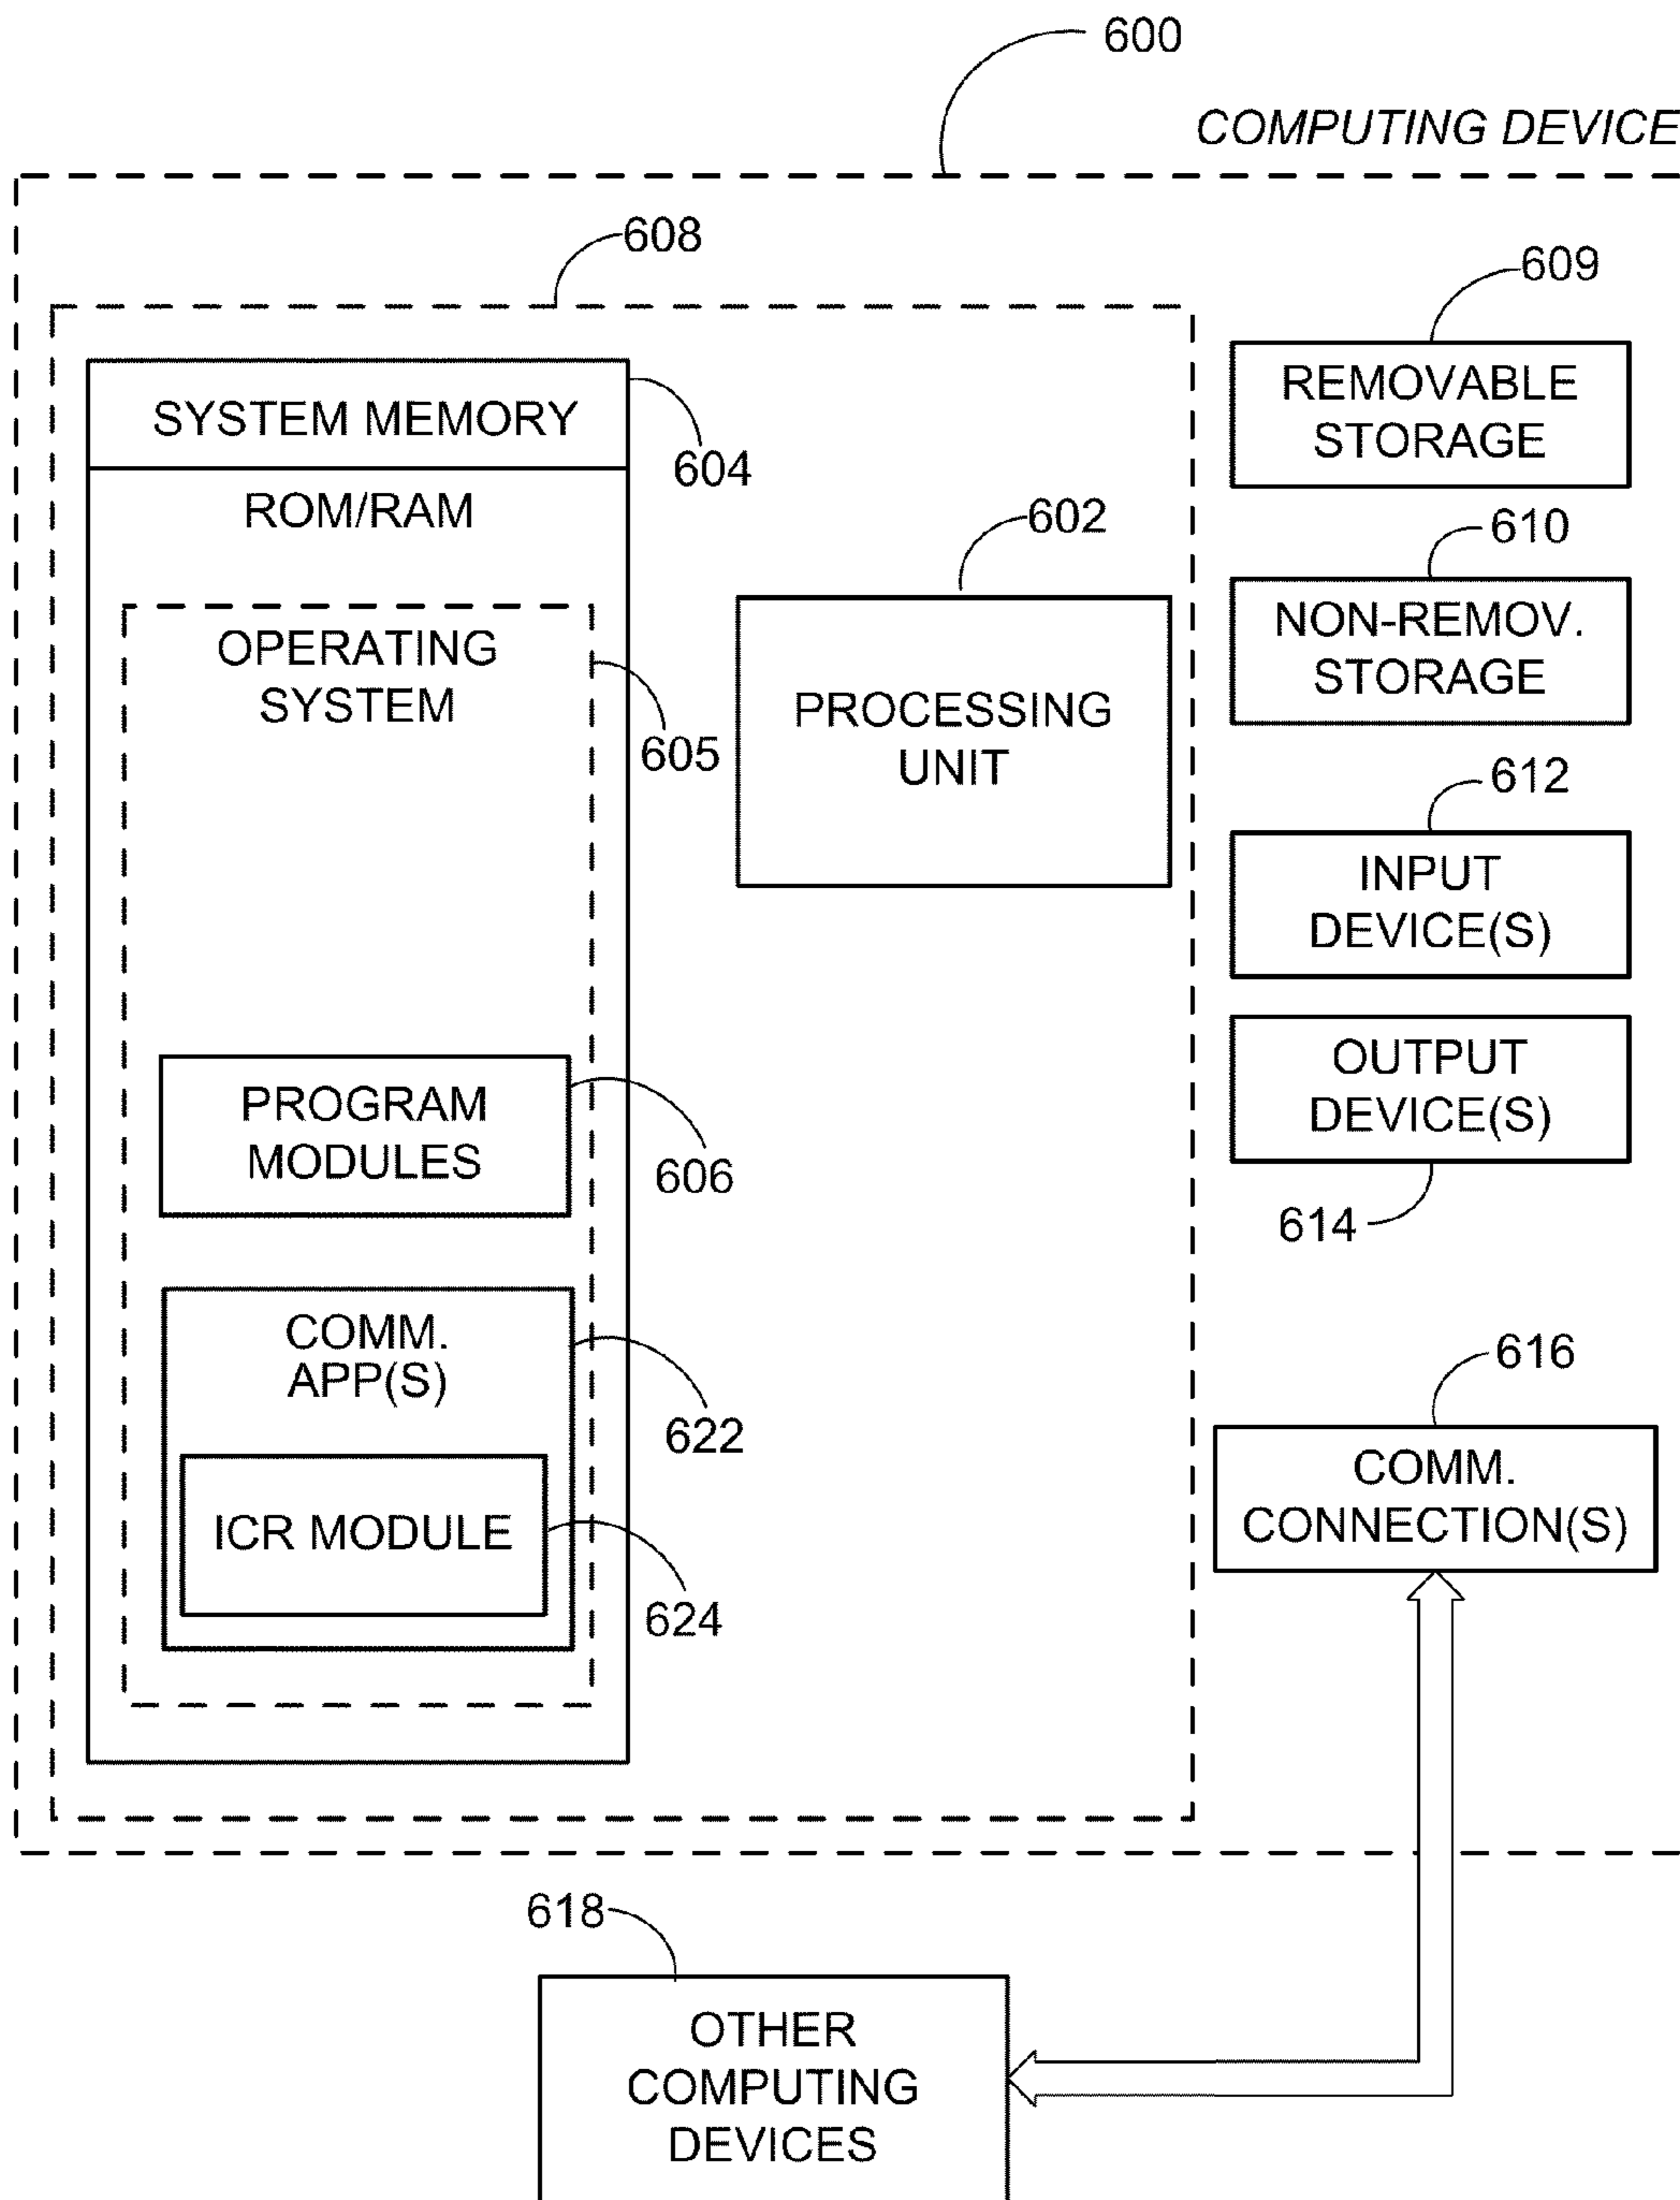 600
COMPUTING DEVICE
608
609
REMOVABLE
STORAGE
SYSTEM MEMORY
604
ROM/RAM
602
610
NON-REMOV.
STORAGE
OPERATING
SYSTEM
605
PROCESSING
UNIT
612
INPUT
DEVICE(S)
OUTPUT
DEVICE(S)
614
PROGRAM
MODULES
606
COMM.
APP(S)
622
616
COMM.
CONNECTION(S)
ICR MODULE
624
618
OTHER
COMPUTING
DEVICES